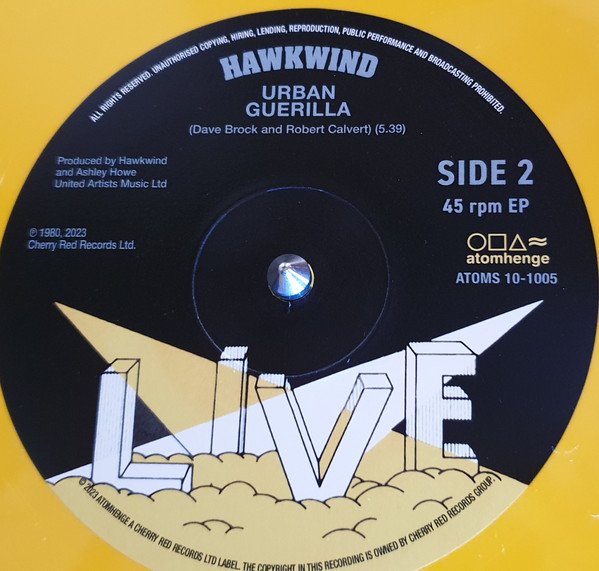 ALL RIGHTS RESERVED. UNAUTHORISED COPYING, HIRING, LENDING, REPRODUCTION, PUBLIC PERFORMANCE AND BROADCASTING PROHIBITED.
HAWKWIND
URBAN
GUERILLA
(Dave Brock and Robert Calvert) (5.39)
Produced by Hawkwind
and Ashley Howe
United Artists Music Ltd
SIDE 2
45 rpm EP
℗ 1980, 2023
Cherry Red Records Ltd.
atomhenge
ATOMS 10-1005
LIVE
© 2023 ATOMHENGE A CHERRY RED RECORDS LTD LABEL. THE COPYRIGHT IN THIS RECORDING IS OWNED BY CHERRY RED RECORDS GROUP.